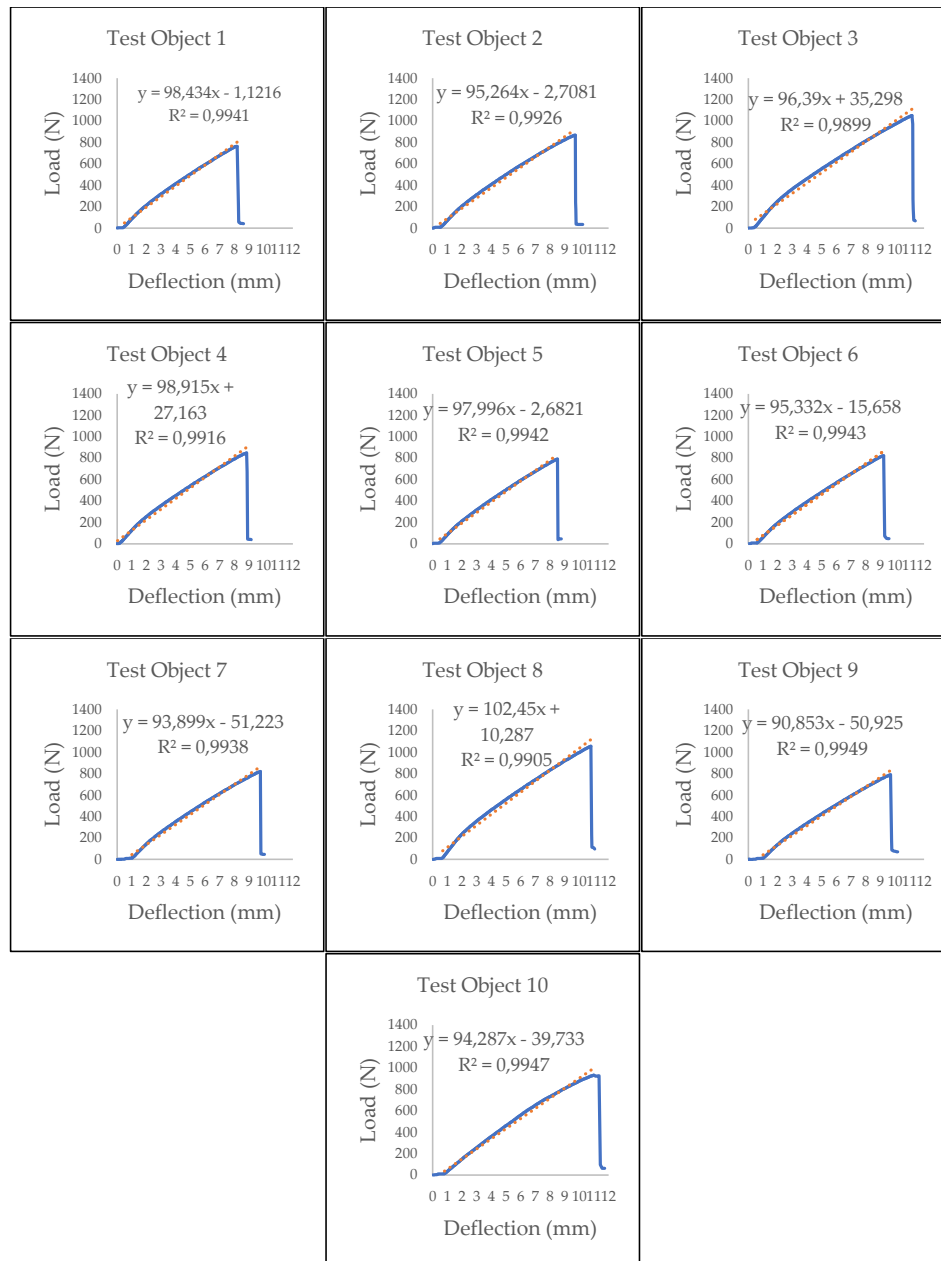 Test Object 1
y = 98,434x - 1,1216
R² = 0,9941
1400
1200
1000
800
600
400
200
0
Load (N)
0 1 2 3 4 5 6 7 8 9 101112
Deflection (mm)
Test Object 2
y = 95,264x - 2,7081
R² = 0,9926
1400
1200
1000
800
600
400
200
0
Load (N)
0 1 2 3 4 5 6 7 8 9 101112
Deflection (mm)
Test Object 3
y = 96,39x + 35,298
R² = 0,9899
1400
1200
1000
800
600
400
200
0
Load (N)
0 1 2 3 4 5 6 7 8 9 101112
Deflection (mm)
Test Object 4
y = 98,915x +
27,163
R² = 0,9916
1400
1200
1000
800
600
400
200
0
Load (N)
0 1 2 3 4 5 6 7 8 9 101112
Deflection (mm)
Test Object 5
y = 97,996x - 2,6821
R² = 0,9942
1400
1200
1000
800
600
400
200
0
Load (N)
0 1 2 3 4 5 6 7 8 9 101112
Deflection (mm)
Test Object 6
y = 95,332x - 15,658
R² = 0,9943
1400
1200
1000
800
600
400
200
0
Load (N)
0 1 2 3 4 5 6 7 8 9 101112
Deflection (mm)
Test Object 7
y = 93,899x - 51,223
R² = 0,9938
1400
1200
1000
800
600
400
200
0
Load (N)
0 1 2 3 4 5 6 7 8 9 101112
Deflection (mm)
Test Object 8
y = 102,45x +
10,287
R² = 0,9905
1400
1200
1000
800
600
400
200
0
Load (N)
0 1 2 3 4 5 6 7 8 9 101112
Deflection (mm)
Test Object 9
y = 90,853x - 50,925
R² = 0,9949
1400
1200
1000
800
600
400
200
0
Load (N)
0 1 2 3 4 5 6 7 8 9 101112
Deflection (mm)
Test Object 10
y = 94,287x - 39,733
R² = 0,9947
1400
1200
1000
800
600
400
200
0
Load (N)
0 1 2 3 4 5 6 7 8 9 101112
Deflection (mm)